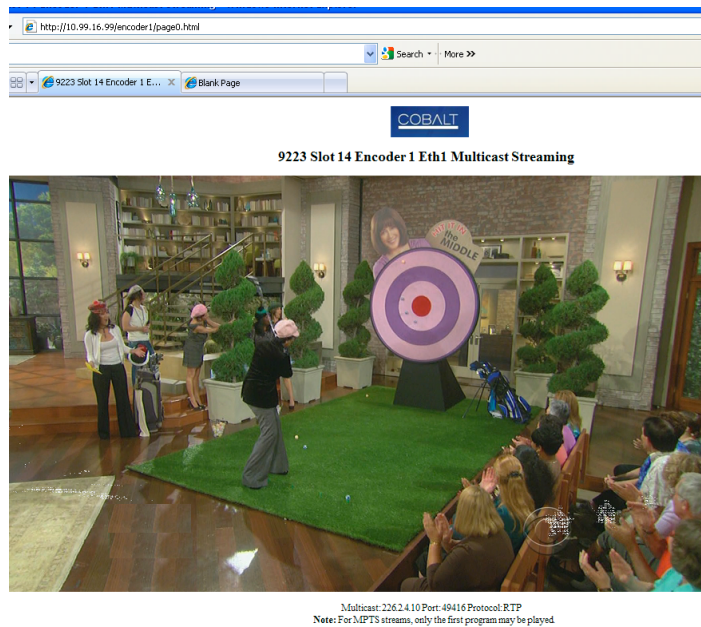 http://10.99.16.99/encoder1/page0.html
Search
More >>
9223 Slot 14 Encoder 1 E... X
Blank Page
COBALT
9223 Slot 14 Encoder 1 Eth1 Multicast Streaming
the
MIDDLE
Multicast: 226.2.4.10 Port: 49416 Protocol: RTP
Note: For MPTS streams, only the first program may be played.